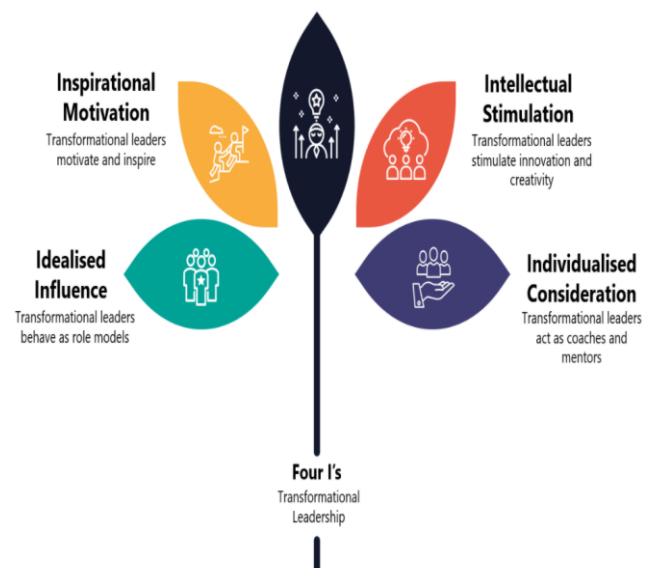 Inspirational
Motivation
Transformational leaders
motivate and inspire
Intellectual
Stimulation
Transformational leaders
stimulate innovation and
creativity
Idealised
Influence
Transformational leaders
behave as role models
Individualised
Consideration
Transformational leaders
act as coaches and
mentors
Four I's
Transformational
Leadership